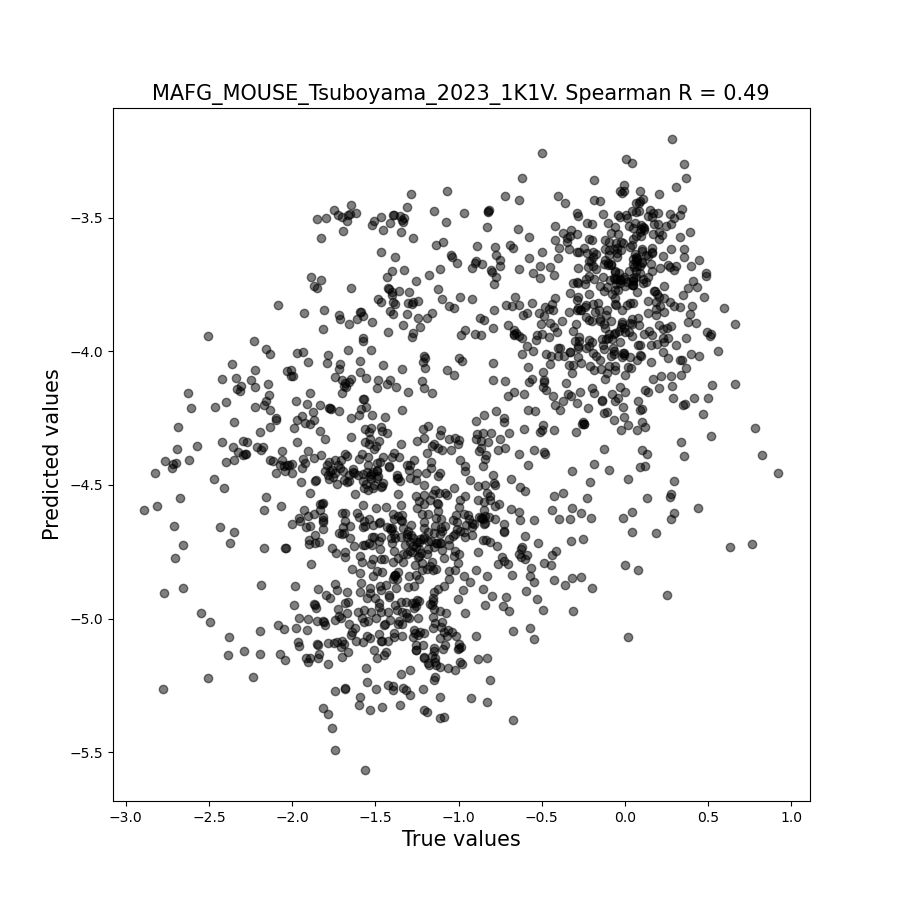 MAFG_MOUSE_Tsuboyama_2023_1K1V. Spearman R = 0.49
−3.5
−4.0
−4.5
−5.0
−5.5
Predicted values
−3.0 −2.5 −2.0 −1.5 −1.0 −0.5 0.0 0.5 1.0
True values